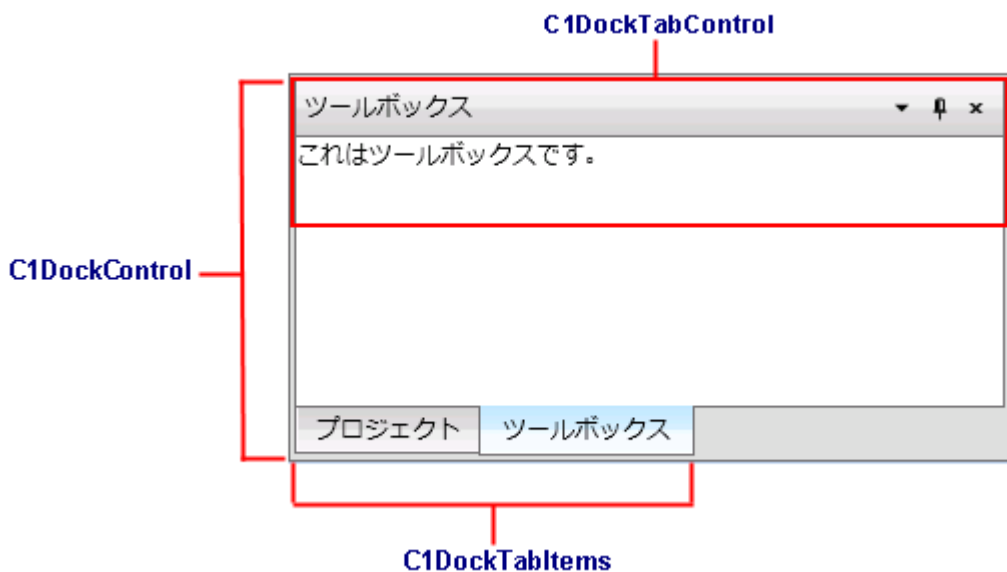 C1DockTabControl
ツールボックス
これはツールボックスです。
C1DockControl
プロジェクト
ツールボックス
C1DockTabItems